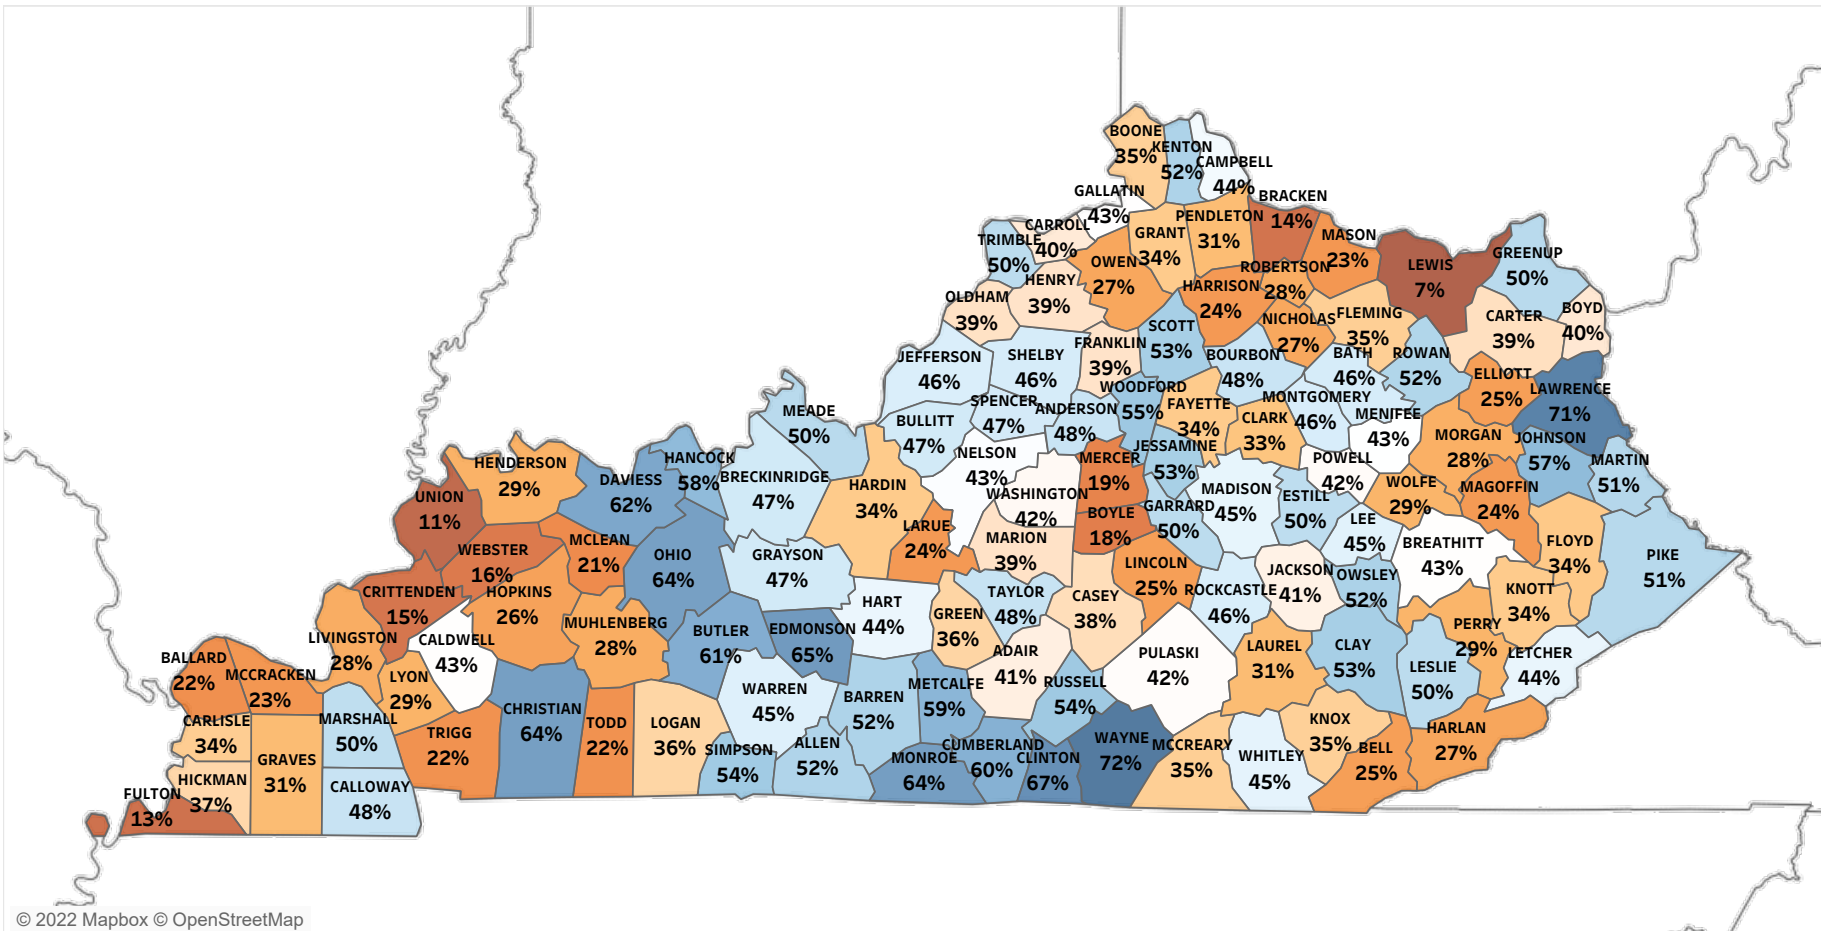 BOONE
35%
KENTON
52%
CAMPBELL
44%
GALLATIN
43%
BRACKEN
14%
CARROLL
40%
PENDLETON
31%
GRANT
34%
MASON
23%
TRIMBLE
50%
OWEN
27%
ROBERTSON
28%
LEWIS
7%
GREENUP
50%
HENRY
39%
HARRISON
24%
OLDHAM
39%
NICHOLAS
27%
FLEMING
35%
CARTER
39%
BOYD
40%
SCOTT
53%
FRANKLIN
39%
JEFFERSON
46%
SHELBY
46%
BOURBON
48%
BATH
46%
ROWAN
52%
ELLIOTT
25%
LAWRENCE
71%
WOODFORD
55%
FAYETTE
34%
MONTGOMERY
46%
MENIFEE
43%
SPENCER
47%
ANDERSON
48%
CLARK
33%
MEADE
50%
BULLITT
47%
MORGAN
28%
JOHNSON
57%
MARTIN
51%
JESSAMINE
53%
NELSON
43%
MERCER
19%
POWELL
42%
HENDERSON
29%
HANCOCK
58%
DAVIESS
62%
BRECKINRIDGE
47%
HARDIN
34%
WASHINGTON
42%
MADISON
45%
ESTILL
50%
WOLFE
29%
MAGOFFIN
24%
UNION
11%
LARUE
24%
BOYLE
18%
GARRARD
50%
LEE
45%
MARION
39%
BREATHITT
43%
FLOYD
34%
PIKE
51%
WEBSTER
16%
MCLEAN
21%
OHIO
64%
GRAYSON
47%
LINCOLN
25%
JACKSON
41%
OWSLEY
52%
CRITTENDEN
15%
HOPKINS
26%
HART
44%
TAYLOR
48%
CASEY
38%
ROCKCASTLE
46%
KNOTT
34%
GREEN
36%
LIVINGSTON
28%
CALDWELL
43%
MUHLENBERG
28%
BUTLER
61%
EDMONSON
65%
PERRY
29%
ADAIR
41%
PULASKI
42%
LAUREL
31%
CLAY
53%
LESLIE
50%
LETCHER
44%
BALLARD
22%
MCCRACKEN
23%
LYON
29%
WARREN
45%
BARREN
52%
METCALFE
59%
RUSSELL
54%
CARLISLE
34%
MARSHALL
50%
TRIGG
22%
CHRISTIAN
64%
TODD
22%
LOGAN
36%
SIMPSON
54%
ALLEN
52%
MONROE
64%
CUMBERLAND
60%
CLINTON
67%
WAYNE
72%
MCCREARY
35%
WHITLEY
45%
KNOX
35%
BELL
25%
HARLAN
27%
GRAVES
31%
HICKMAN
37%
CALLOWAY
48%
FULTON
13%
© 2022 Mapbox © OpenStreetMap